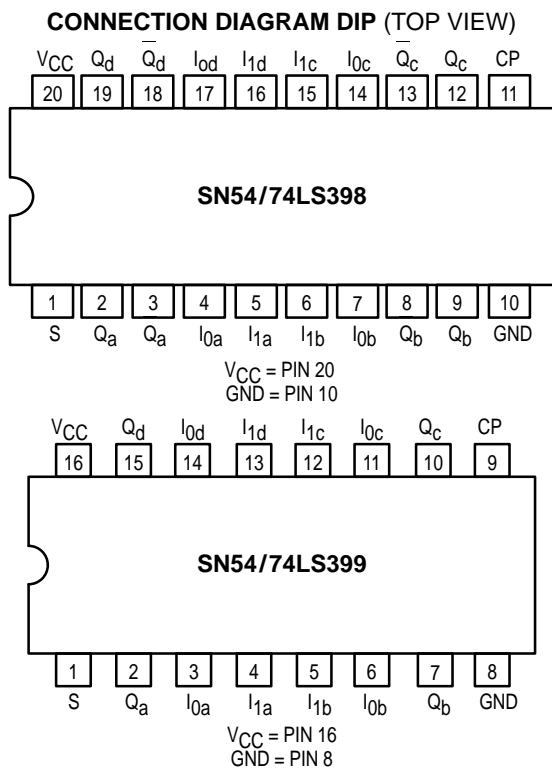 CONNECTION DIAGRAM DIP (TOP VIEW)
VCC Qd Q̅d I0d I1d I1c I0c Q̅c Qc CP
20 19 18 17 16 15 14 13 12 11
SN54/74LS398
1 2 3 4 5 6 7 8 9 10
S Qa Q̅a I0a I1a I1b I0b Q̅b Qb GND
VCC = PIN 20
GND = PIN 10
VCC Qd I0d I1d I1c I0c Qc CP
16 15 14 13 12 11 10 9
SN54/74LS399
1 2 3 4 5 6 7 8
S Qa I0a I1a I1b I0b Qb GND
VCC = PIN 16
GND = PIN 8